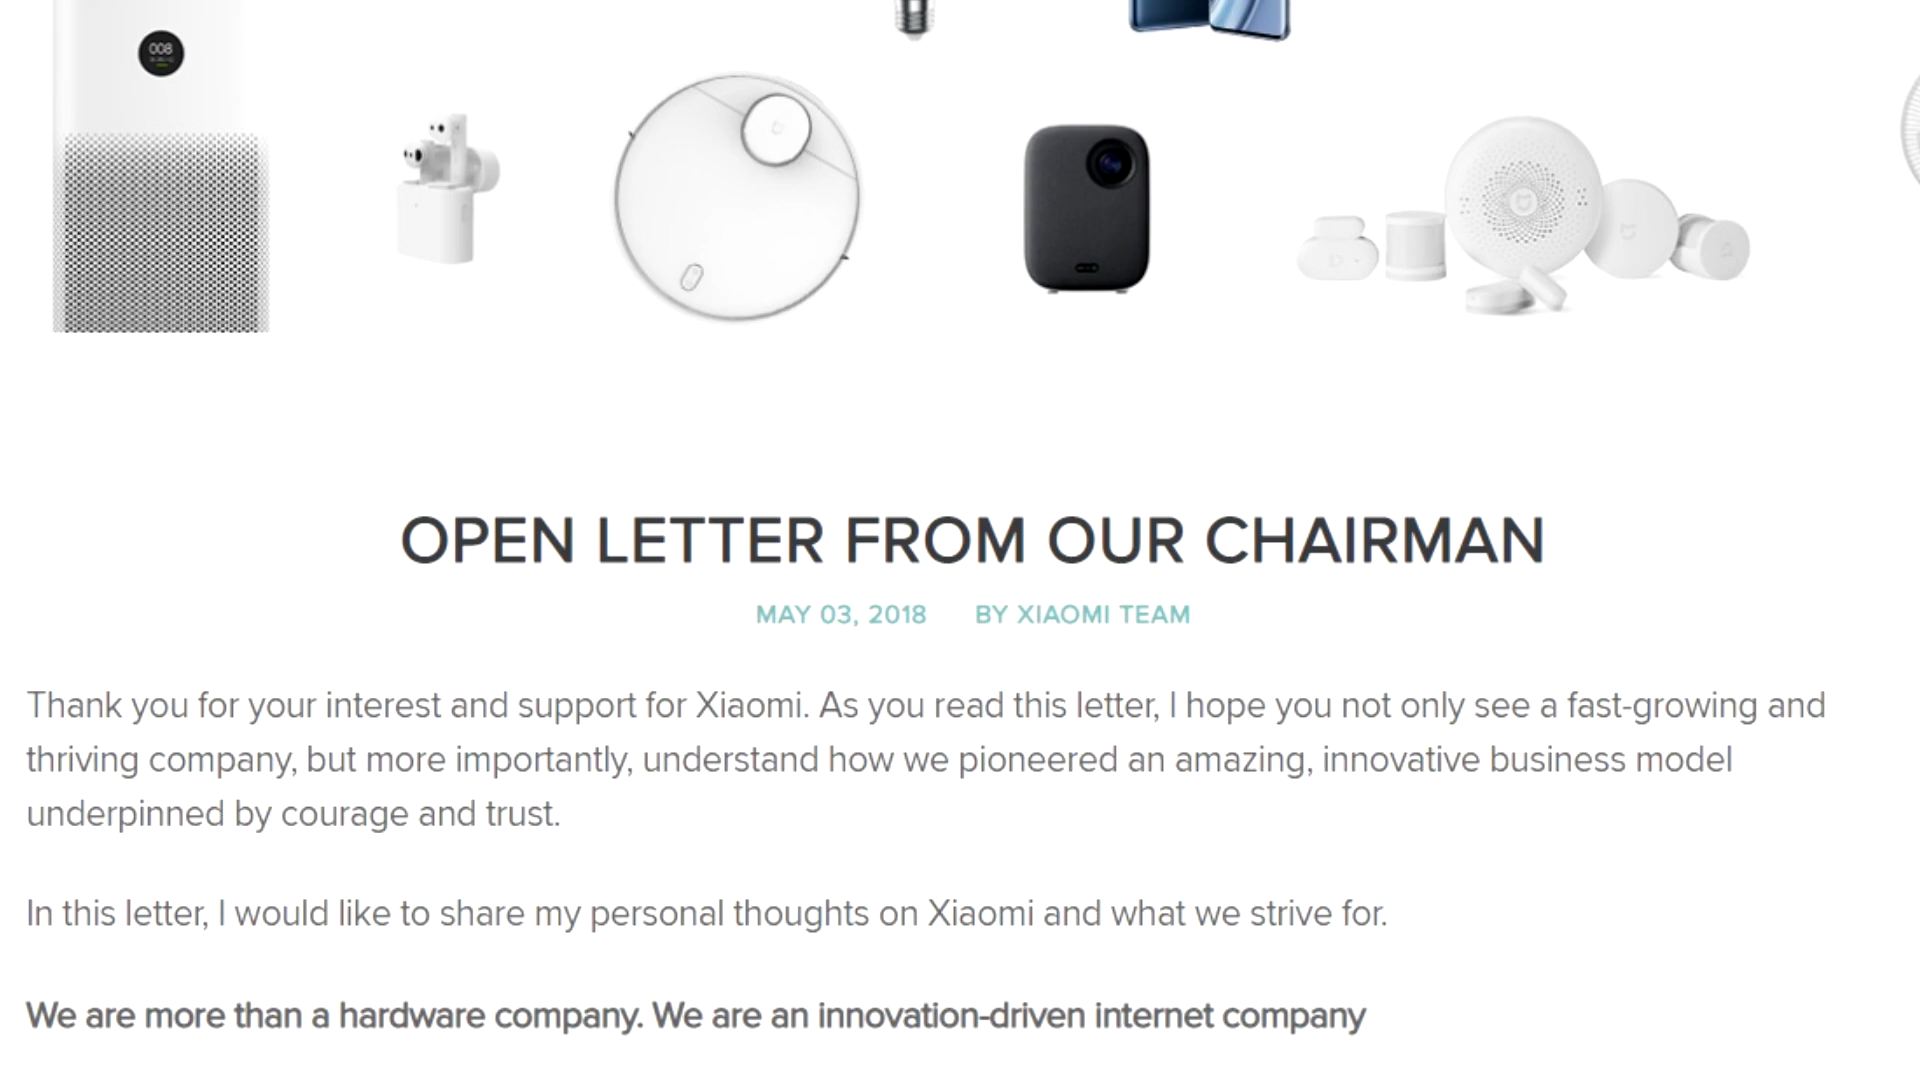 008
OPEN LETTER FROM OUR CHAIRMAN
MAY 03, 2018 BY XIAOMI TEAM
Thank you for your interest and support for Xiaomi. As you read this letter, I hope you not only see a fast-growing and
thriving company, but more importantly, understand how we pioneered an amazing, innovative business model
underpinned by courage and trust.
In this letter, I would like to share my personal thoughts on Xiaomi and what we strive for.
We are more than a hardware company. We are an innovation-driven internet company